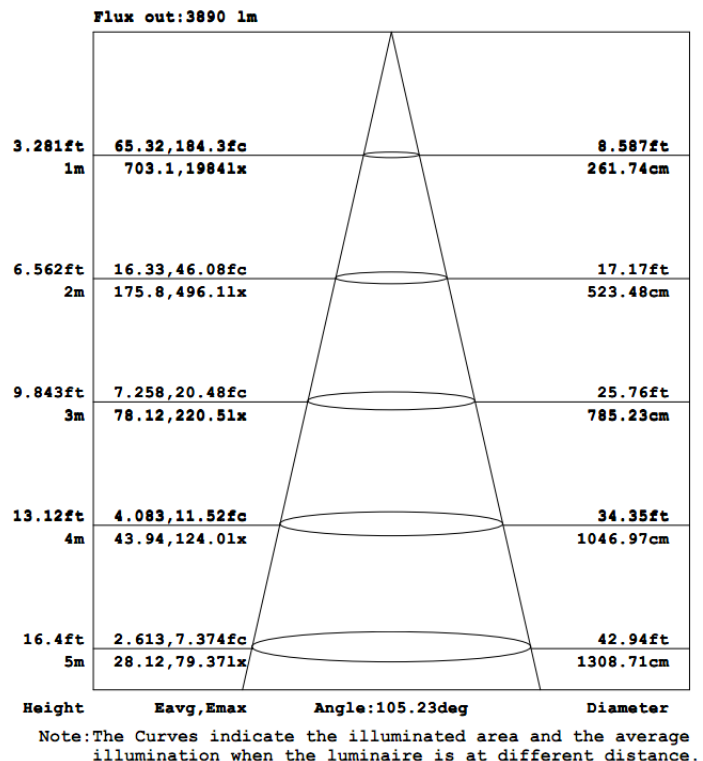 Flux out:3890 lm
3.281ft 65.32,184.3fc 8.587ft
1m 703.1,1984lx 261.74cm
6.562ft 16.33,46.08fc 17.17ft
2m 175.8,496.1lx 523.48cm
9.843ft 7.258,20.48fc 25.76ft
3m 78.12,220.5lx 785.23cm
13.12ft 4.083,11.52fc 34.35ft
4m 43.94,124.0lx 1046.97cm
16.4ft 2.613,7.374fc 42.94ft
5m 28.12,79.37lx 1308.71cm
Height Eavg,Emax Angle:105.23deg Diameter
Note:The Curves indicate the illuminated area and the average
illumination when the luminaire is at different distance.